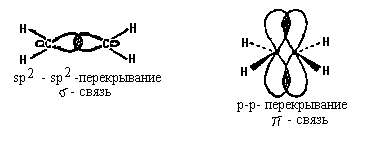 H H
C C
H H
sp2 - sp2 -перекрывание
σ - связь
H H
H H
p-p- перекрывание
π - связь